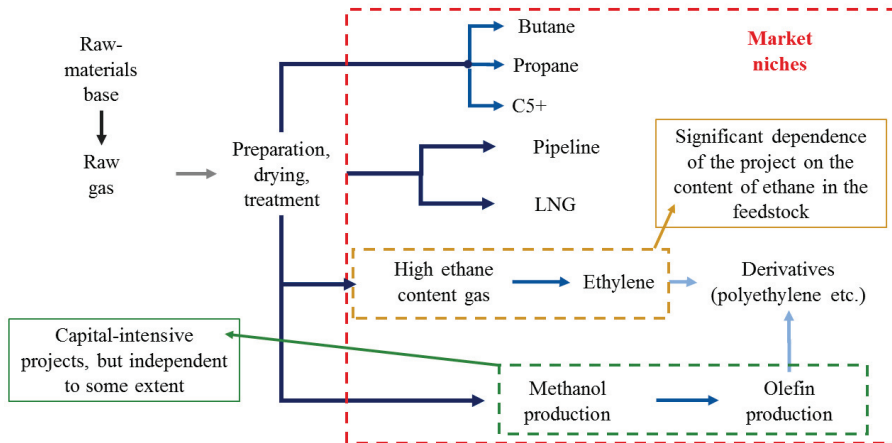 Raw-
materials
base
Raw
gas
Preparation,
drying,
treatment
Butane
Propane
C5+
Market
niches
Pipeline
LNG
Significant dependence
of the project on the
content of ethane in the
feedstock
High ethane
content gas
Ethylene
Derivatives
(polyethylene etc.)
Capital-intensive
projects, but independent
to some extent
Methanol
production
Olefin
production